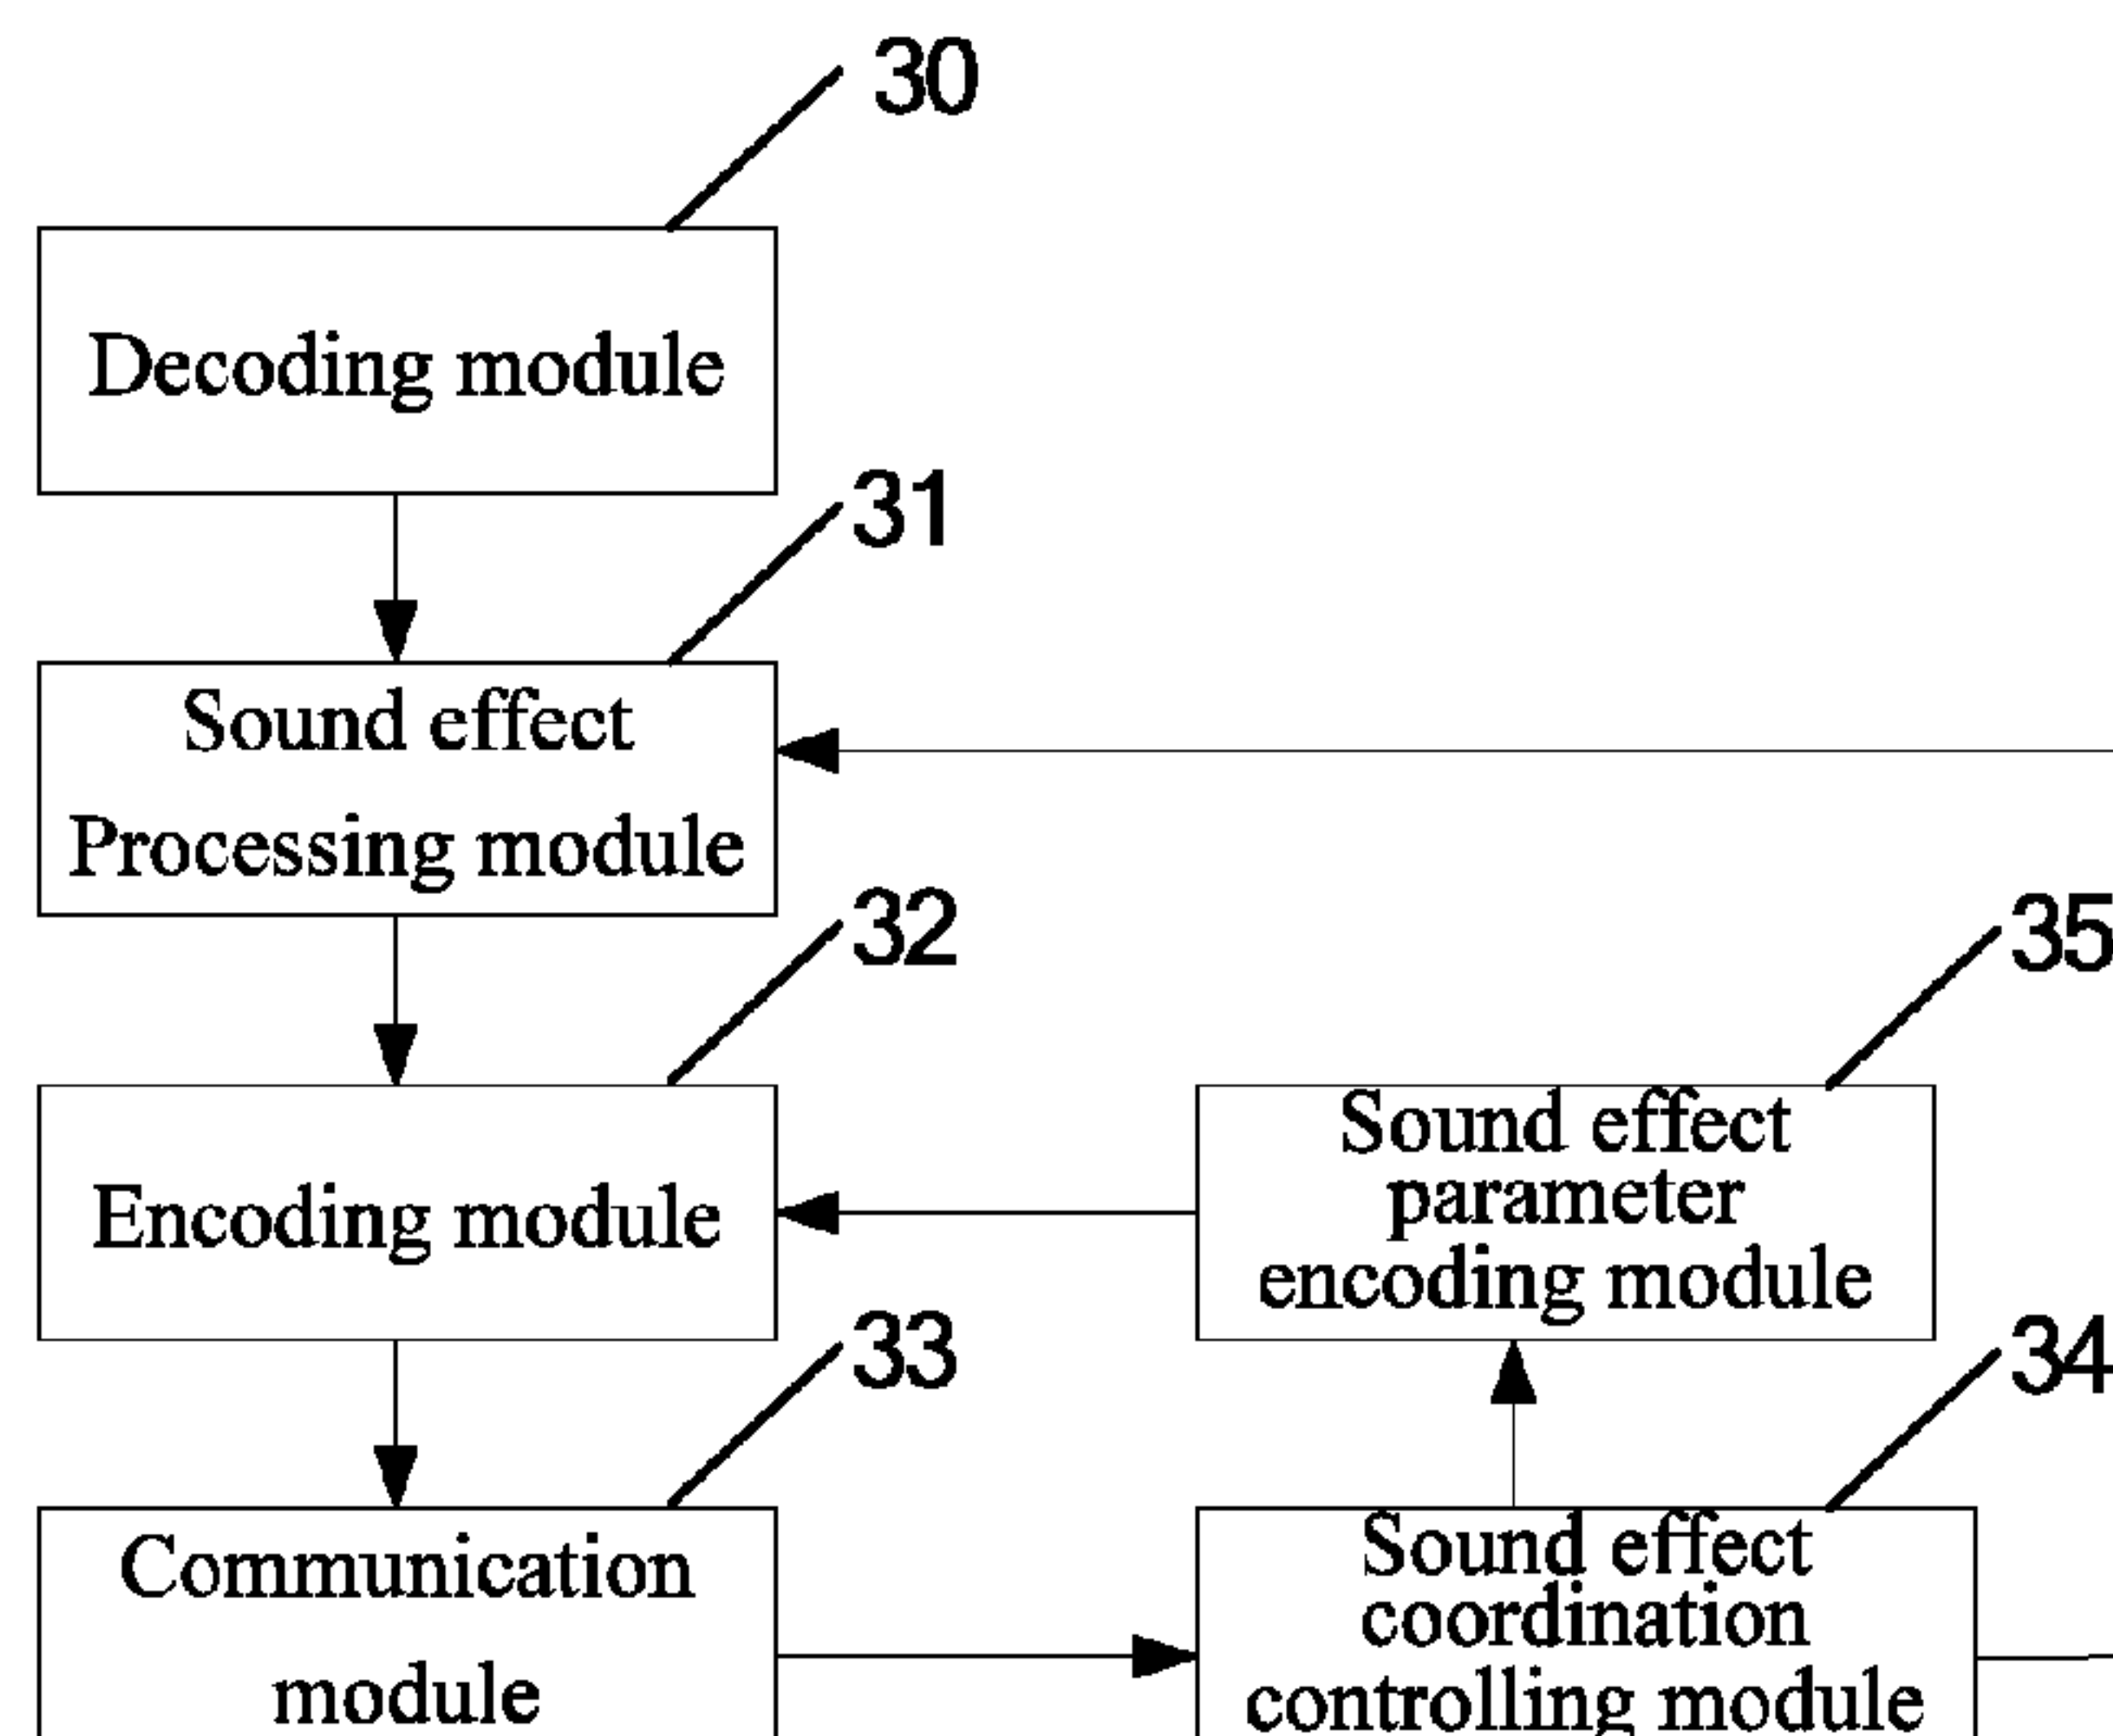 30
Decoding module
31
Sound effect
Processing module
32
Encoding module
35
Sound effect
parameter
encoding module
33
Communication
module
34
Sound effect
coordination
controlling module